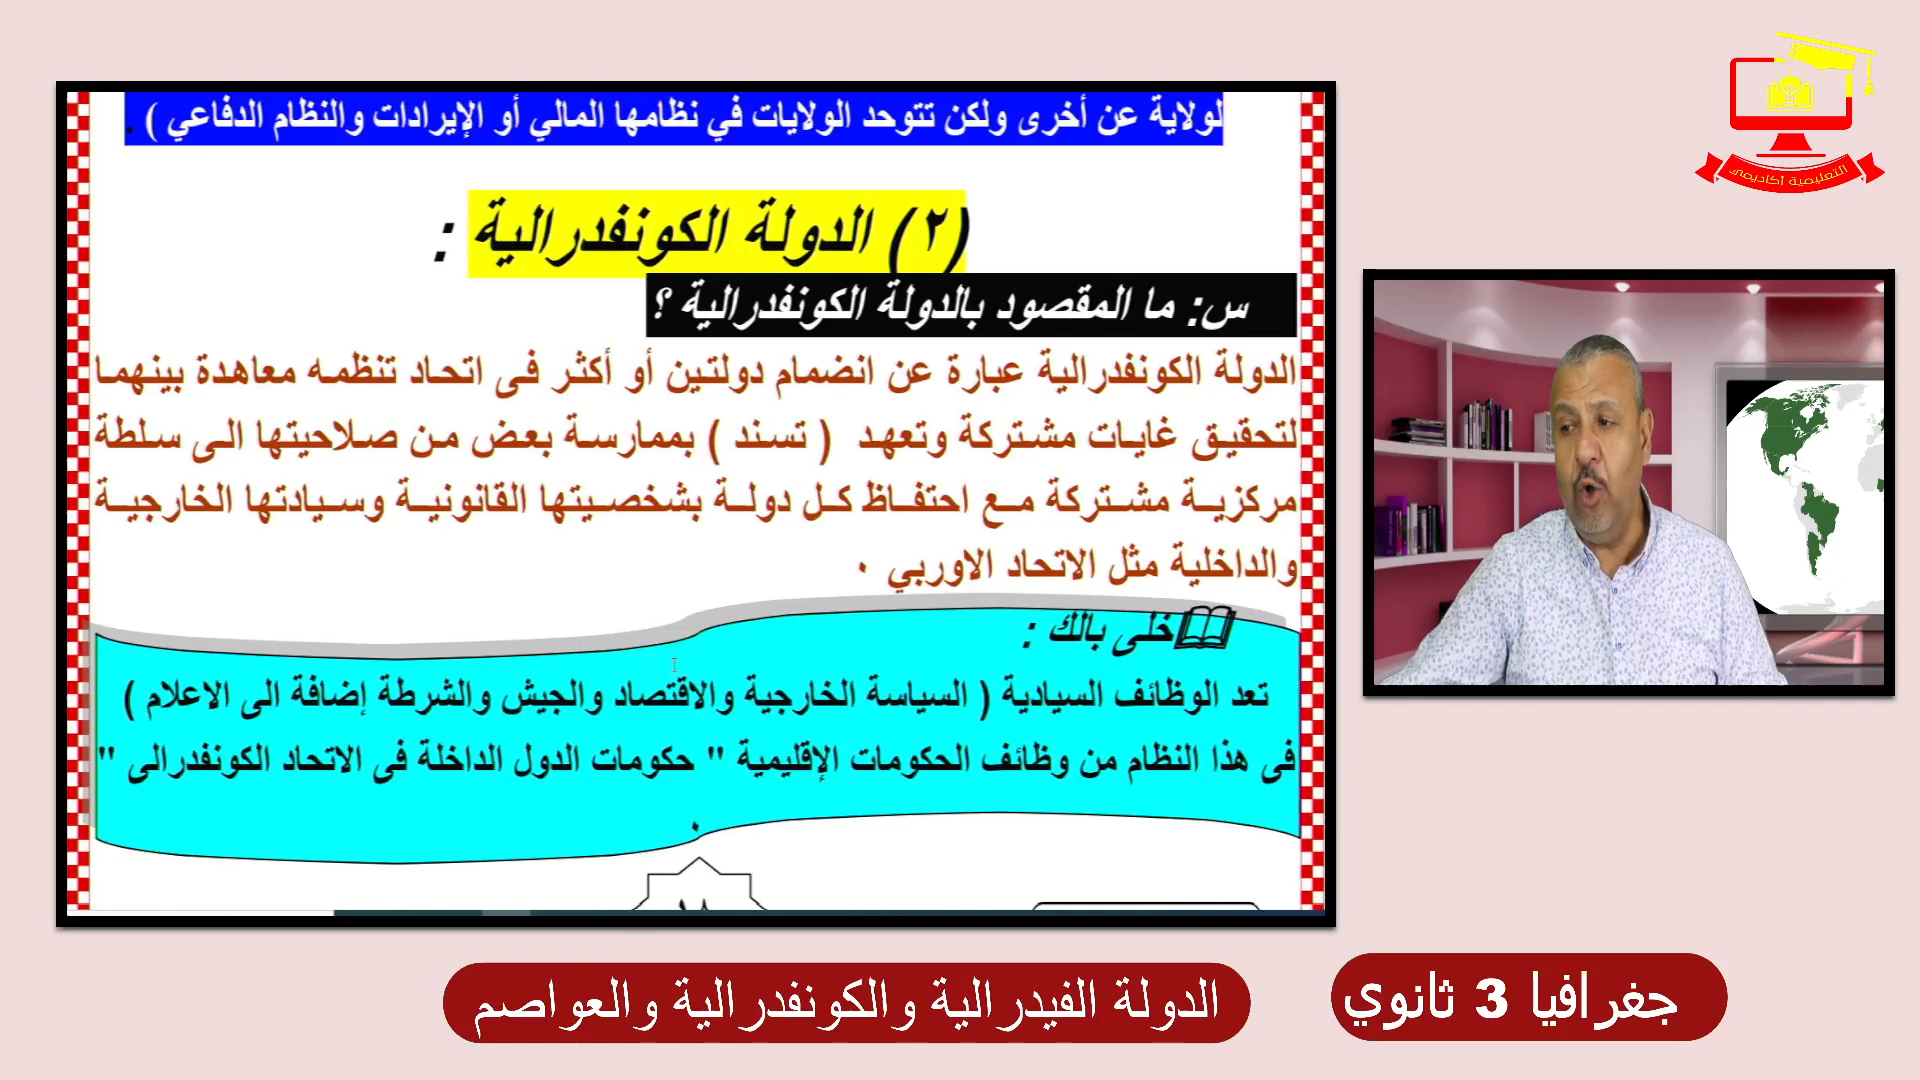 لولاية عن أخرى ولكن تتوحد الولايات في نظامها المالي أو الإيرادات والنظام الدفاعي ) .
(٢) الدولة الكونفدرالية :
س: ما المقصود بالدولة الكونفدرالية ؟
الدولة الكونفدرالية عبارة عن انضمام دولتين أو أكثر فى اتحاد تنظمه معاهدة بينهما
لتحقيق غايات مشتركة وتعهد ( تسند ) بممارسة بعض من صلاحيتها الى سلطة
مركزية مشتركة مع احتفاظ كل دولة بشخصيتها القانونية وسيادتها الخارجية
والداخلية مثل الاتحاد الاوربي ٠
خلى بالك :
تعد الوظائف السيادية ( السياسة الخارجية والاقتصاد والجيش والشرطة إضافة الى الاعلام )
فى هذا النظام من وظائف الحكومات الإقليمية " حكومات الدول الداخلة فى الاتحاد الكونفدرالى "
.
التعليمية أكاديمي
جغرافيا 3 ثانوي
الدولة الفيدرالية والكونفدرالية والعواصم